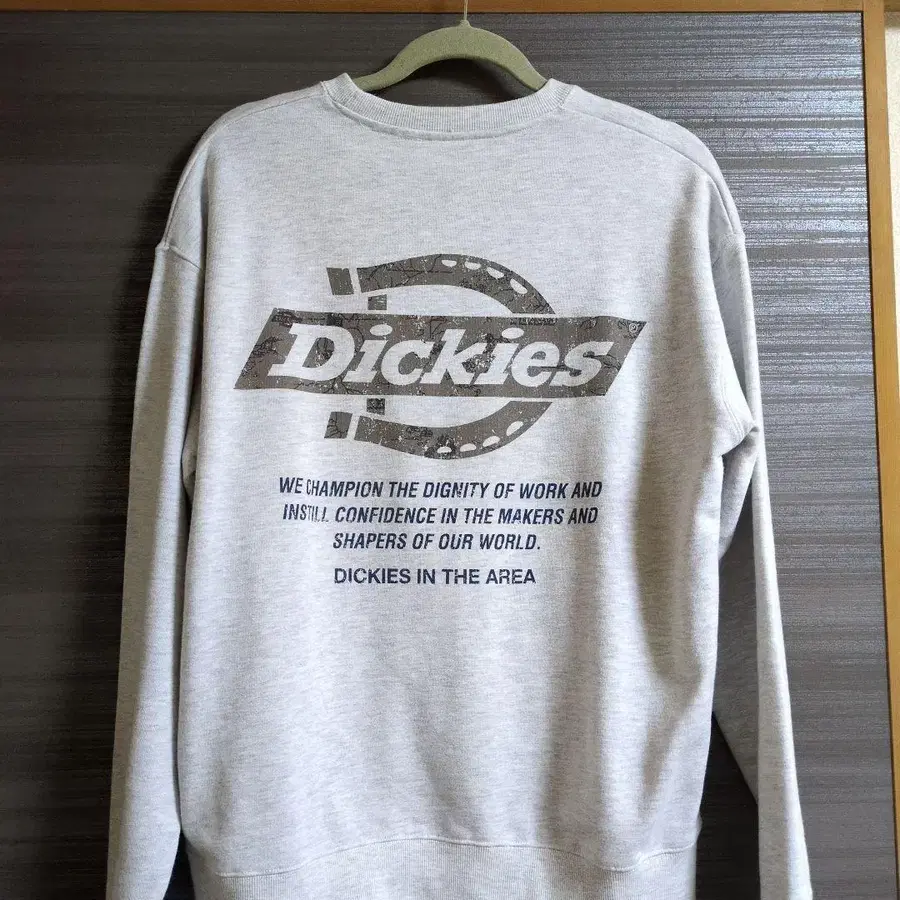 Dickies
WE CHAMPION THE DIGNITY OF WORK AND
INSTILL CONFIDENCE IN THE MAKERS AND
SHAPERS OF OUR WORLD.
DICKIES IN THE AREA